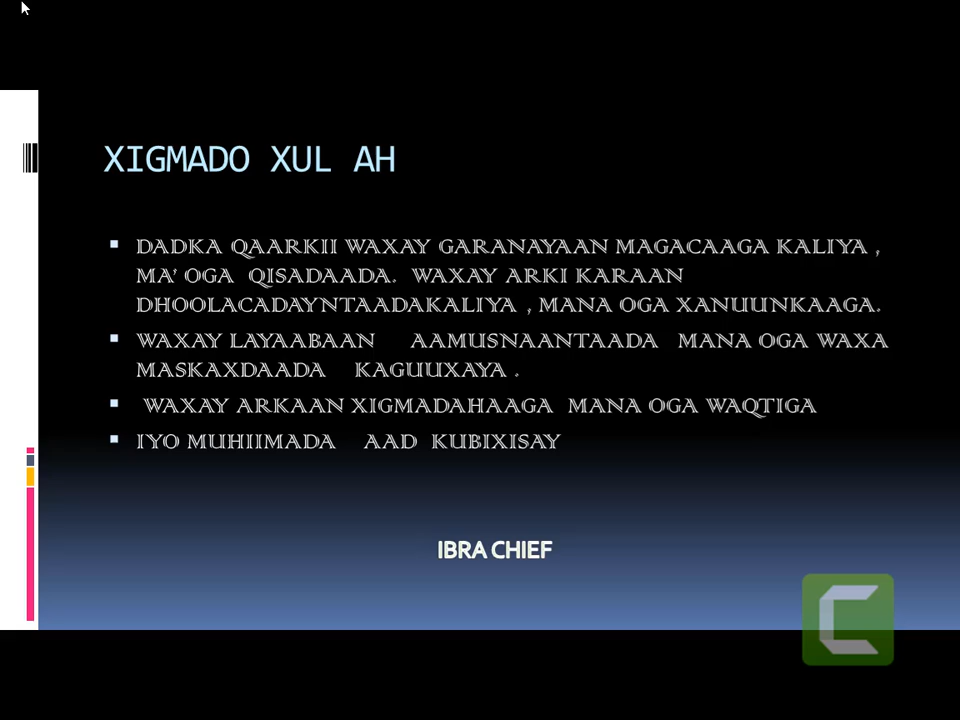 XIGMADO XUL AH
DADKA QAARKII WAXAY GARANAYAAN MAGACAAGA KALIYA ,
MA' OGA QISADAADA. WAXAY ARKI KARAAN
DHOOLACADAYNTAADAKALIYA , MANA OGA XANUUNKAAGA.
WAXAY LAYAABAAN AAMUSNAANTAADA MANA OGA WAXA
MASKAXDAADA KAGUUXAYA .
WAXAY ARKAAN XIGMADAHAAGA MANA OGA WAQTIGA
IYO MUHIIMADA AAD KUBIXISAY
IBRA CHIEF